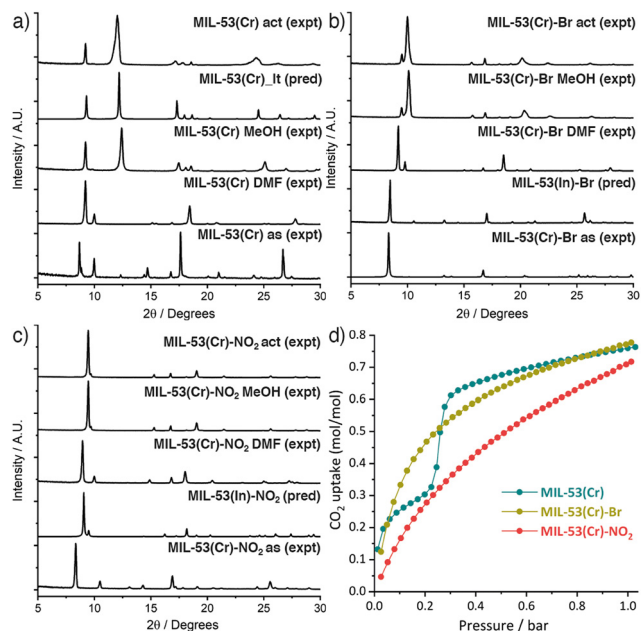 a)
MIL-53(Cr) act (expt)
MIL-53(Cr)_lt (pred)
MIL-53(Cr) MeOH (expt)
MIL-53(Cr) DMF (expt)
MIL-53(Cr) as (expt)
Intensity / A.U.
5 10 15 20 25 30
2θ / Degrees
b)
MIL-53(Cr)-Br act (expt)
MIL-53(Cr)-Br MeOH (expt)
MIL-53(Cr)-Br DMF (expt)
MIL-53(In)-Br (pred)
MIL-53(Cr)-Br as (expt)
Intensity / A.U.
5 10 15 20 25 30
2θ / Degrees
c)
MIL-53(Cr)-NO₂ act (expt)
MIL-53(Cr)-NO₂ MeOH (expt)
MIL-53(Cr)-NO₂ DMF (expt)
MIL-53(In)-NO₂ (pred)
MIL-53(Cr)-NO₂ as (expt)
Intensity / A.U.
5 10 15 20 25 30
2θ / Degrees
d)
0.8
0.7
0.6
0.5
0.4
0.3
0.2
0.1
0.0
CO₂ uptake (mol/mol)
MIL-53(Cr)
MIL-53(Cr)-Br
MIL-53(Cr)-NO₂
0.0 0.2 0.4 0.6 0.8 1.0
Pressure / bar